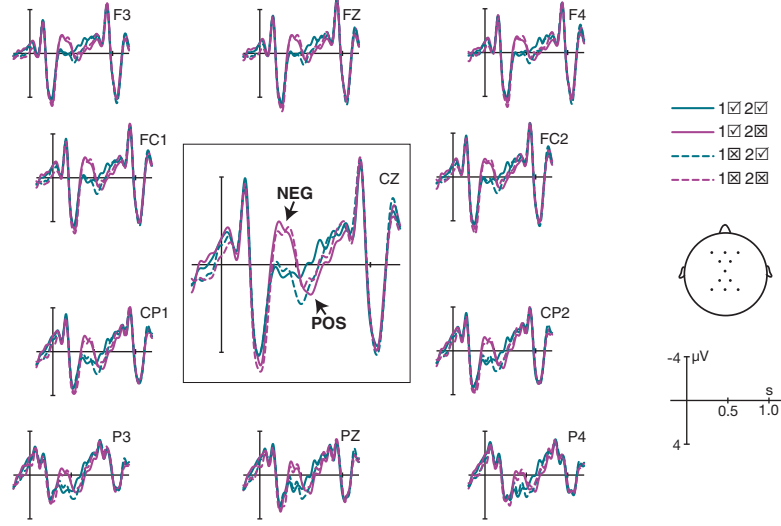 F3
FZ
F4
FC1
FC2
CZ
NEG
POS
CP1
CP2
P3
PZ
P4
1☑ 2☑
1☑ 2☒
1☒ 2☑
1☒ 2☒
-4
µV
s
0.5
1.0
4